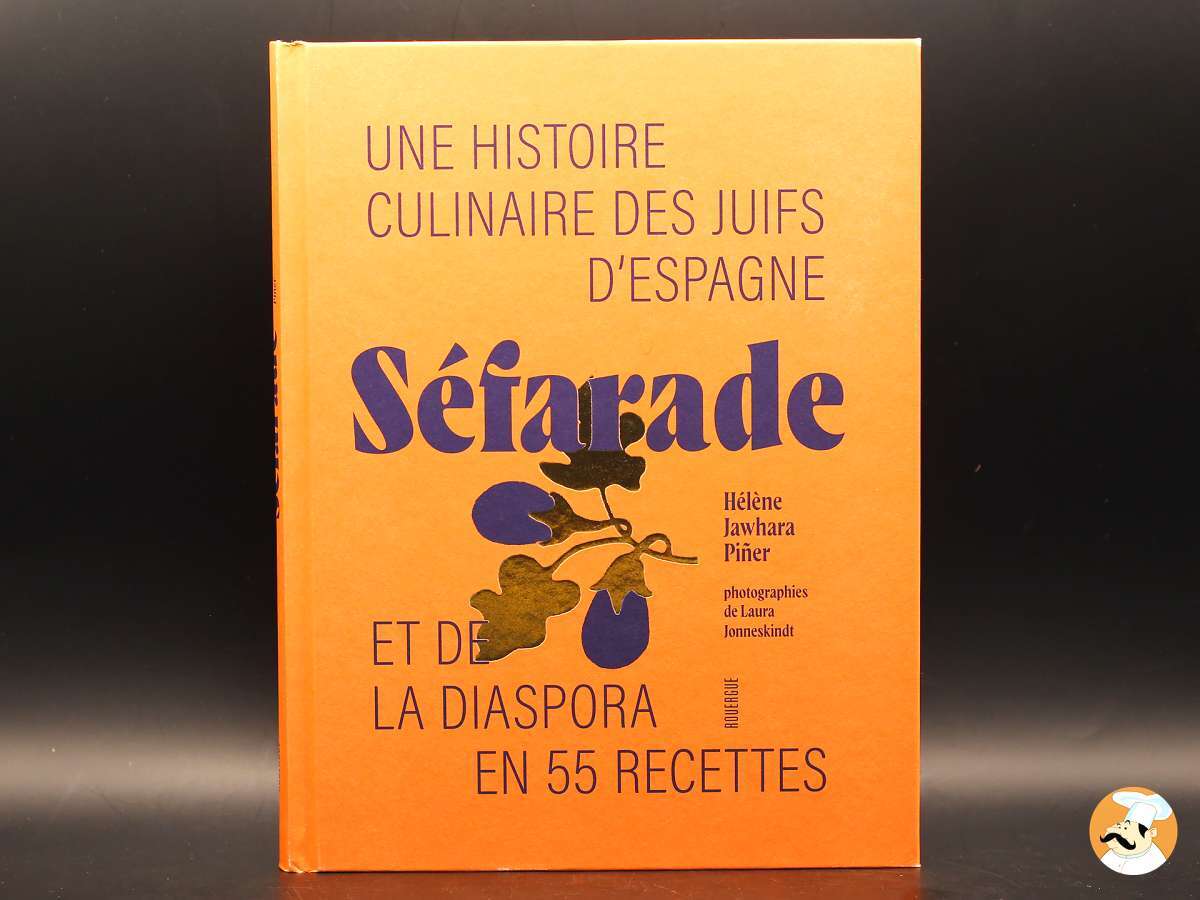 UNE HISTOIRE
CULINAIRE DES JUIFS
D'ESPAGNE
Séfarade
Hélène
Jawhara
Piñer
photographies
de Laura
Jonneskindt
ET DE
LA DIASPORA
EN 55 RECETTES
ROUERGUE